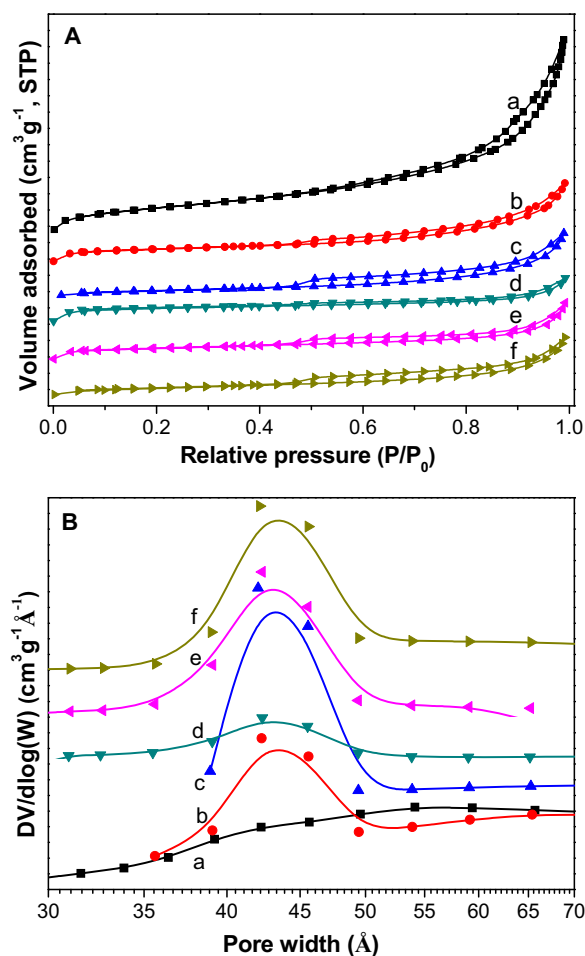 A
Volume adsorbed (cm³g⁻¹, STP)
a
b
c
d
e
f
0.0 0.2 0.4 0.6 0.8 1.0
Relative pressure (P/P₀)
B
DV/dlog(W) (cm³g⁻¹Å⁻¹)
f
e
d
c
b
a
30 35 40 45 50 55 60 65 70
Pore width (Å)